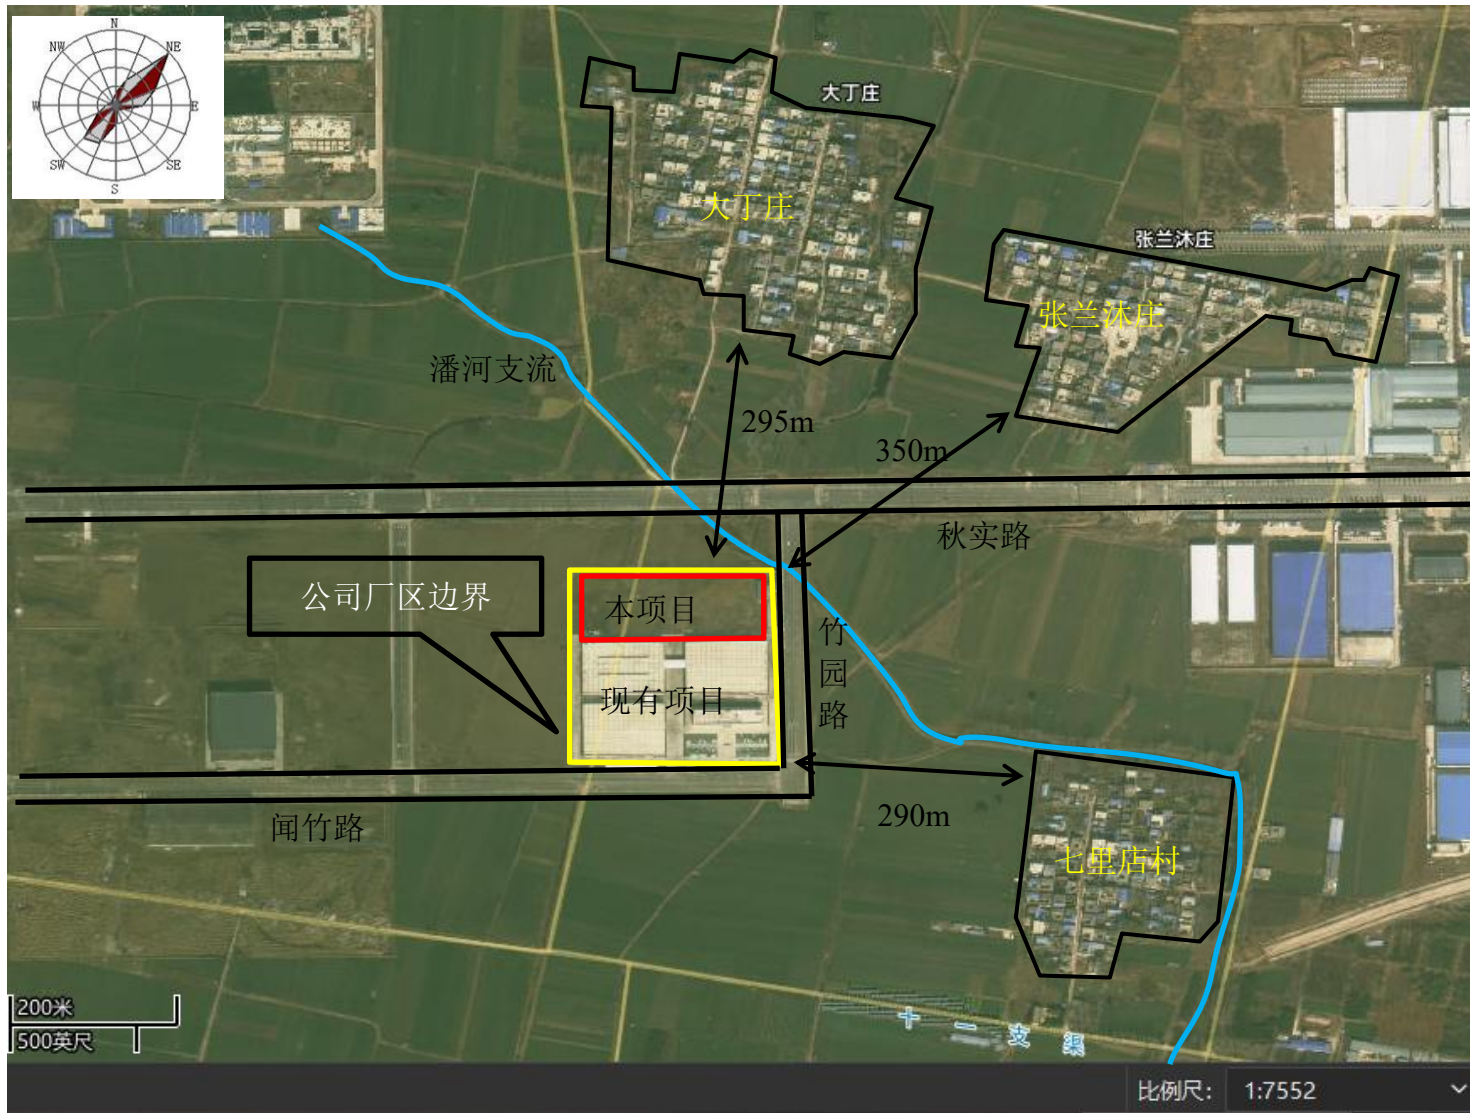 N
NW
NE
W
E
SW
SE
S
大丁庄
大丁庄
张兰沐庄
张兰沐庄
潘河支流
295m
350m
秋实路
公司厂区边界
本项目
竹园路
现有项目
290m
闻竹路
七里店村
200米
500英尺
十一支渠
比例尺:
1:7552